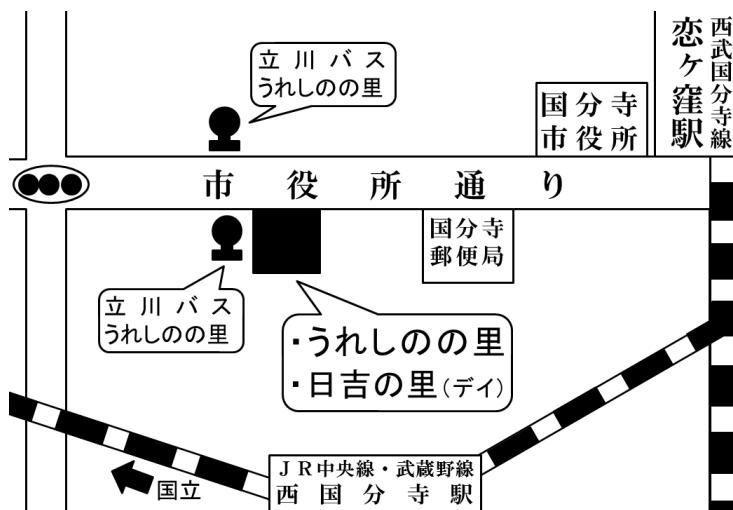 立川バス
うれしのの里
国分寺
市役所
西武国分寺線
恋ヶ窪駅
市役所通り
国分寺
郵便局
立川バス
うれしのの里
・うれしのの里
・日吉の里(デイ)
JR中央線・武蔵野線
西国分寺駅
国立